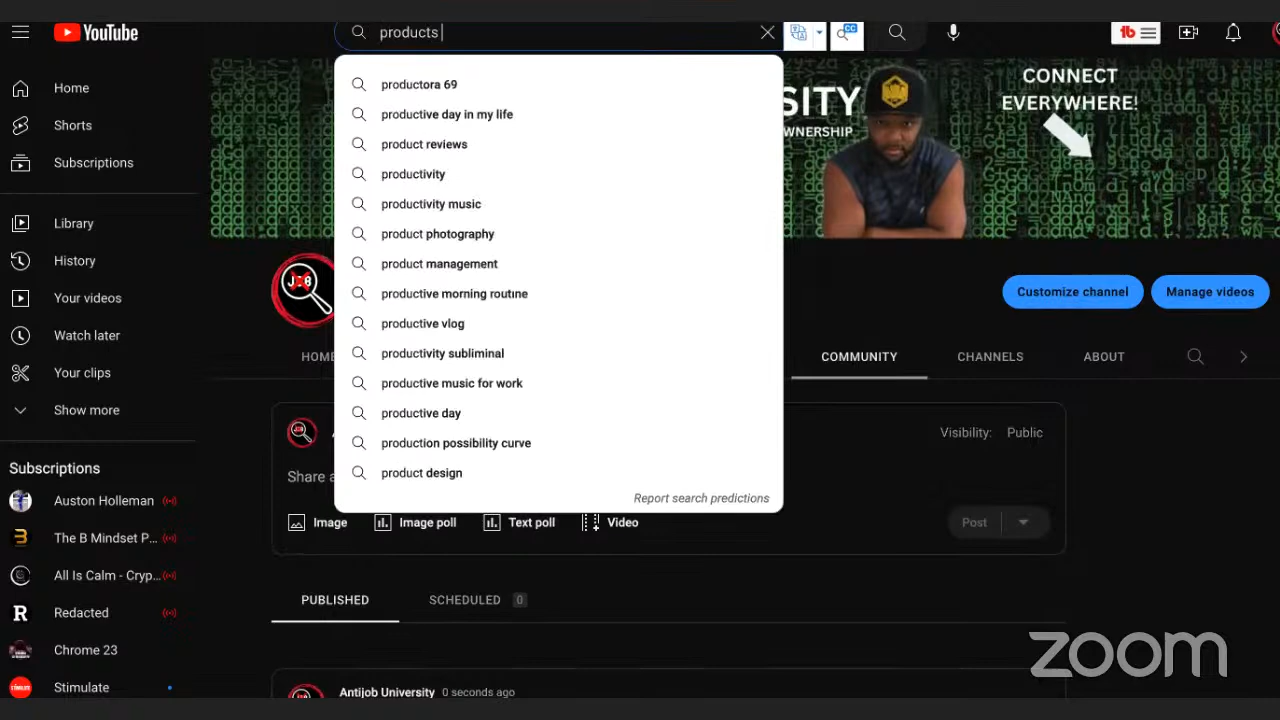 YouTube
products
tb
CC
Home
Shorts
Subscriptions
Library
History
Your videos
Watch later
Your clips
Show more
Subscriptions
Auston Holleman
The B Mindset P...
All Is Calm - Cryp...
Redacted
Chrome 23
Stimulate
productora 69
productive day in my life
product reviews
productivity
productivity music
product photography
product management
productive morning routine
productive vlog
productivity subliminal
productive music for work
productive day
production possibility curve
product design
Report search predictions
SITY
WNERSHIP
CONNECT
EVERYWHERE!
JOB
Customize channel
Manage videos
HOME
COMMUNITY
CHANNELS
ABOUT
Visibility: Public
Share a
Image
Image poll
Text poll
Video
Post
PUBLISHED
SCHEDULED 0
Antijob University 0 seconds ago
zoom